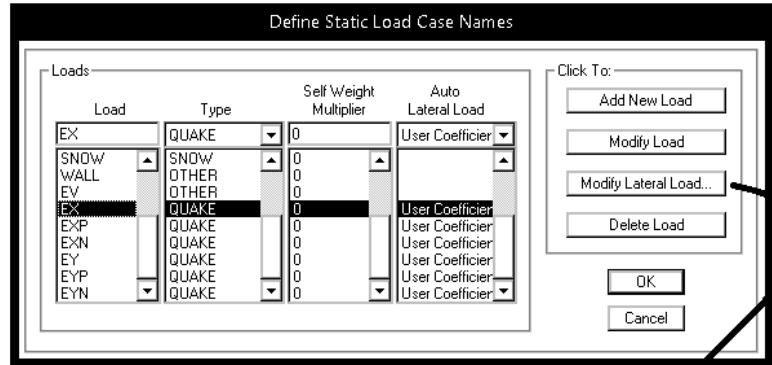 Define Static Load Case Names
Loads
Click To:
Load Type Self Weight Multiplier Auto Lateral Load
EX QUAKE 0 User Coefficier
SNOW SNOW 0
WALL OTHER 0
EV OTHER 0
EX QUAKE 0 User Coefficier
EXP QUAKE 0 User Coefficier
EXN QUAKE 0 User Coefficier
EY QUAKE 0 User Coefficier
EYP QUAKE 0 User Coefficier
EYN QUAKE 0 User Coefficier
Add New Load
Modify Load
Modify Lateral Load...
Delete Load
OK
Cancel